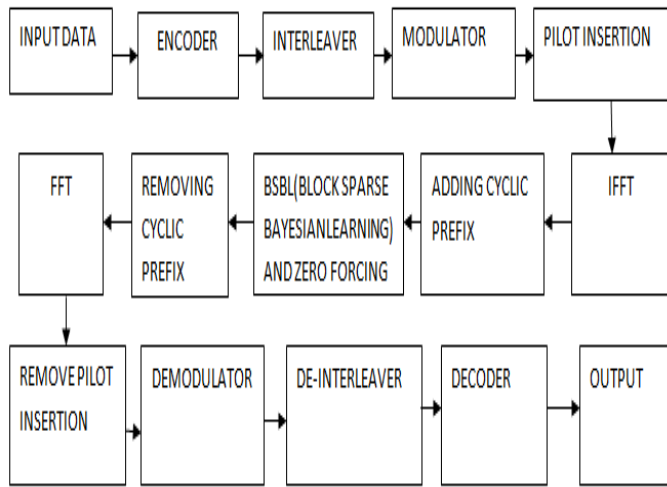 INPUT DATA
ENCODER
INTERLEAVER
MODULATOR
PILOT INSERTION
IFFT
ADDING CYCLIC
PREFIX
BSBL(BLOCK SPARSE
BAYESIANLEARNING)
AND ZERO FORCING
REMOVING
CYCLIC
PREFIX
FFT
REMOVE PILOT
INSERTION
DEMODULATOR
DE-INTERLEAVER
DECODER
OUTPUT